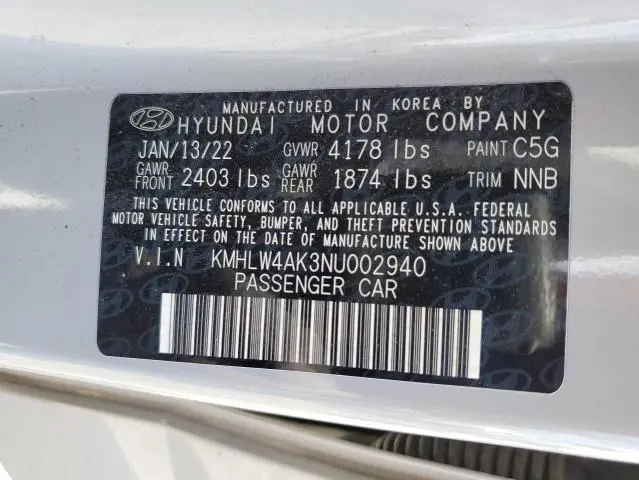 MANUFACTURED IN KOREA BY
HYUNDAI MOTOR COMPANY
JAN/13/22 GVWR 4178 lbs PAINT C5G
GAWR FRONT 2403 lbs GAWR REAR 1874 lbs TRIM NNB
THIS VEHICLE CONFORMS TO ALL APPLICABLE U.S.A. FEDERAL
MOTOR VEHICLE SAFETY, BUMPER, AND THEFT PREVENTION STANDARDS
IN EFFECT ON THE DATE OF MANUFACTURE SHOWN ABOVE.
V.I.N KMHLW4AK3NU002940
PASSENGER CAR